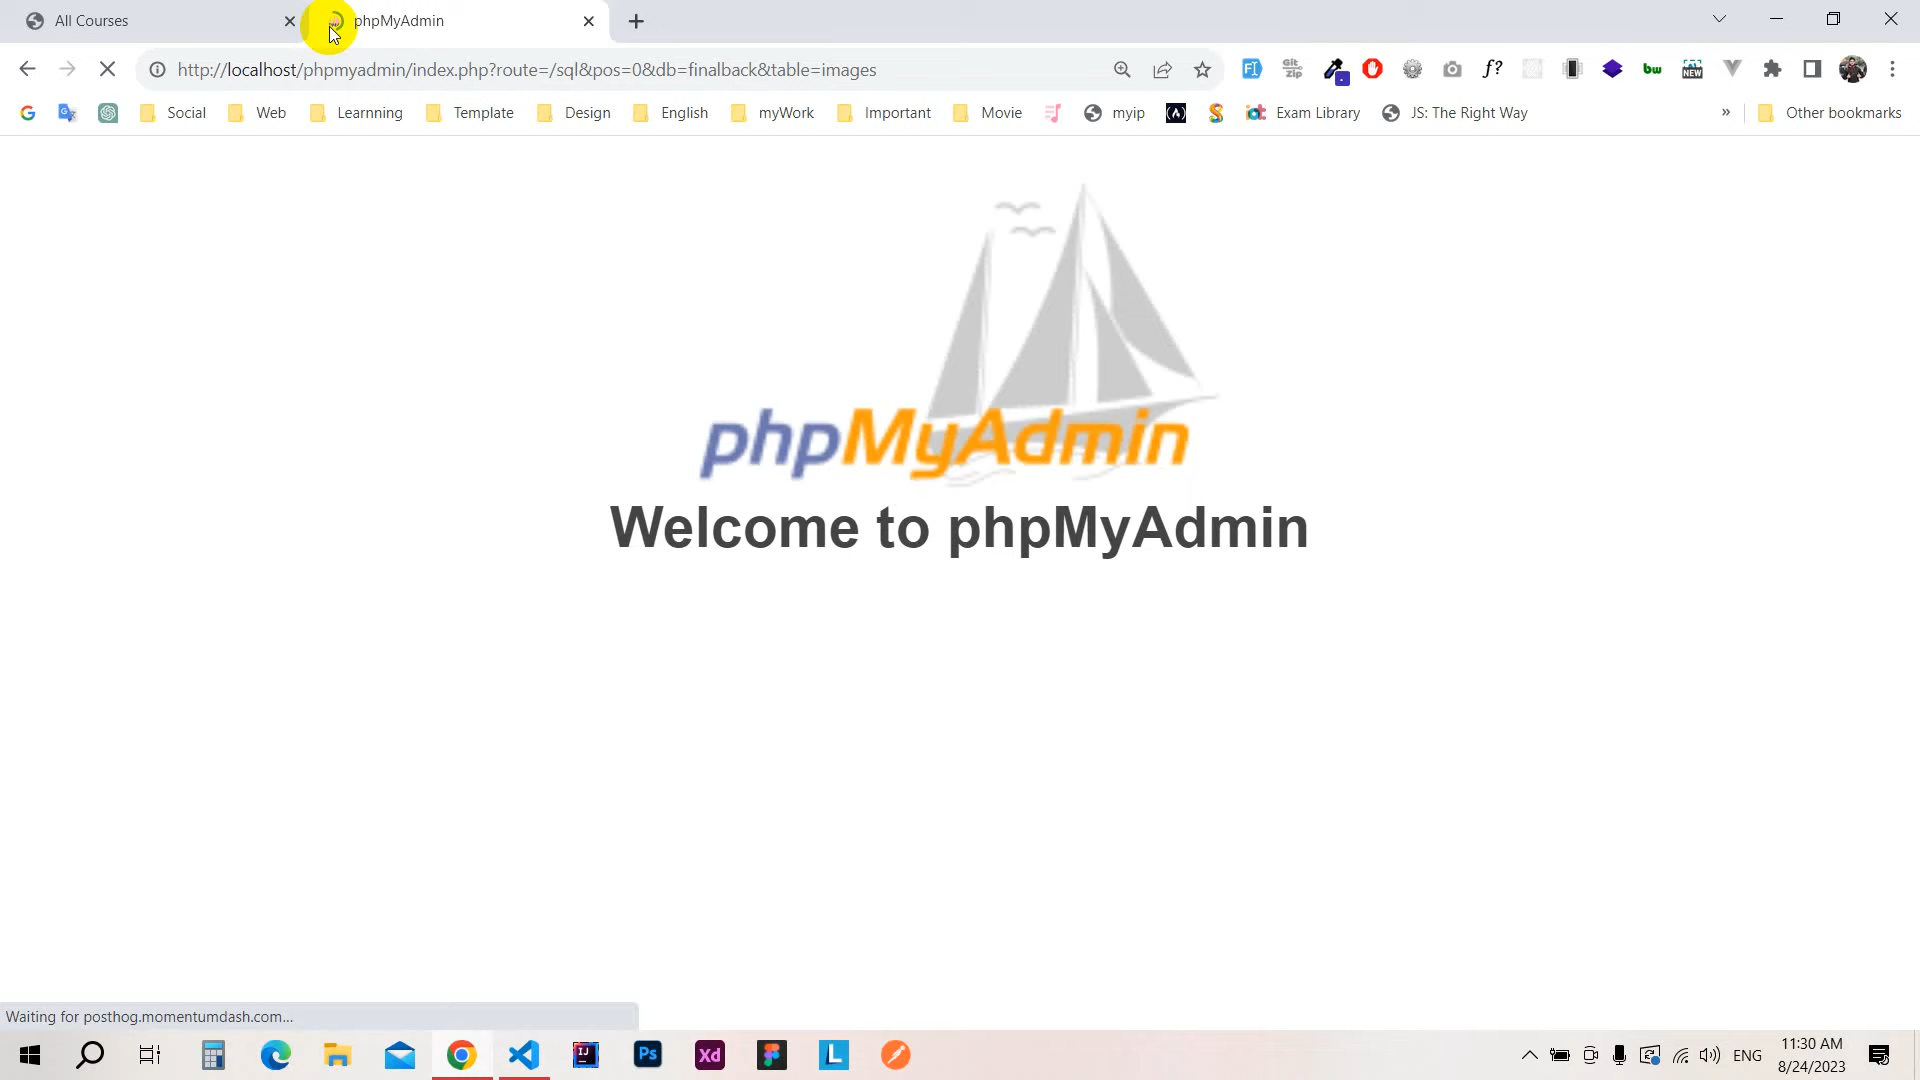 All Courses
phpMyAdmin
http://localhost/phpmyadmin/index.php?route=/sql&pos=0&db=finalback&table=images
Social
Web
Learnning
Template
Design
English
myWork
Important
Movie
myip
Exam Library
JS: The Right Way
»
Other bookmarks
phpMyAdmin
Welcome to phpMyAdmin
Waiting for posthog.momentumdash.com...
ENG
11:30 AM
8/24/2023